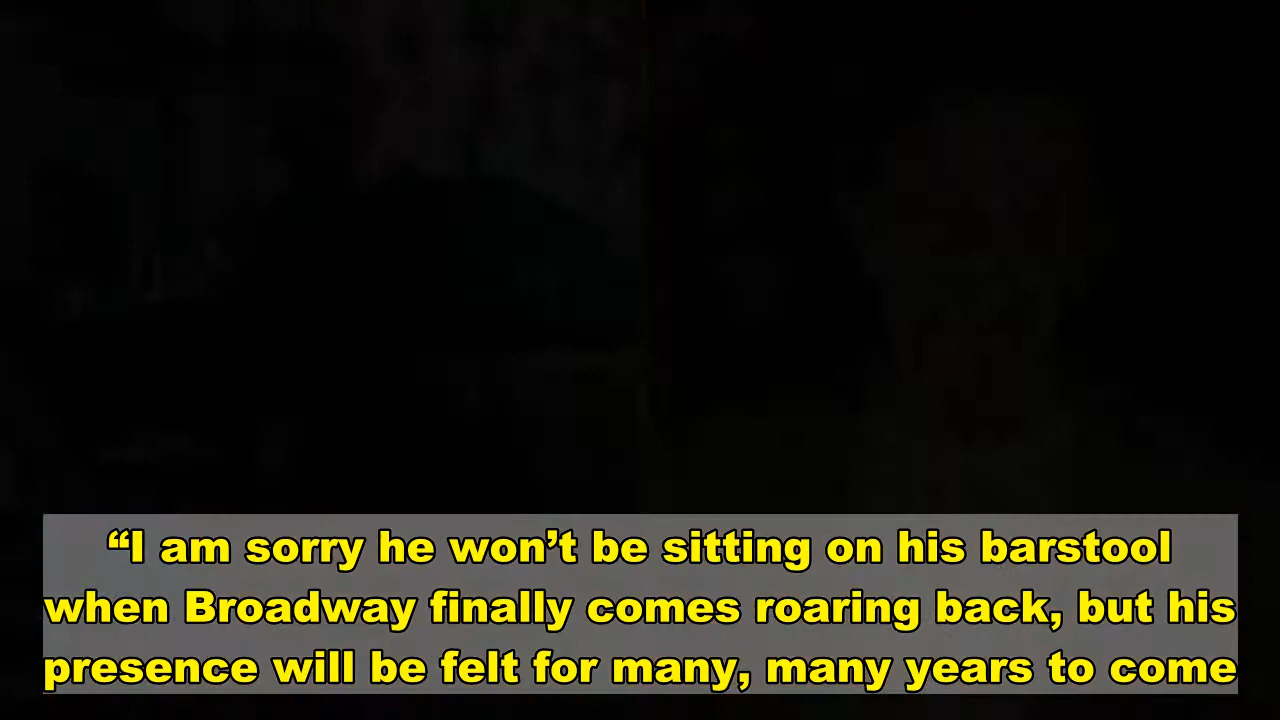 “I am sorry he won’t be sitting on his barstool
when Broadway finally comes roaring back, but his
presence will be felt for many, many years to come